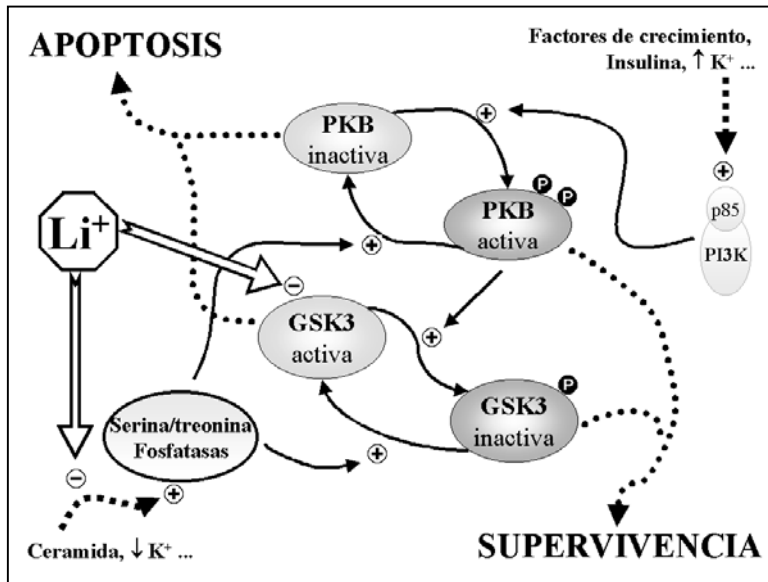 APOPTOSIS
Factores de crecimiento,
Insulina, ↑ K⁺ ...
PKB
inactiva
+
+
P
P
PKB
activa
p85
PI3K
Li⁺
+
−
GSK3
activa
+
P
GSK3
inactiva
Serina/treonina
Fosfatasas
+
−
+
Ceramida, ↓ K⁺ ...
SUPERVIVENCIA